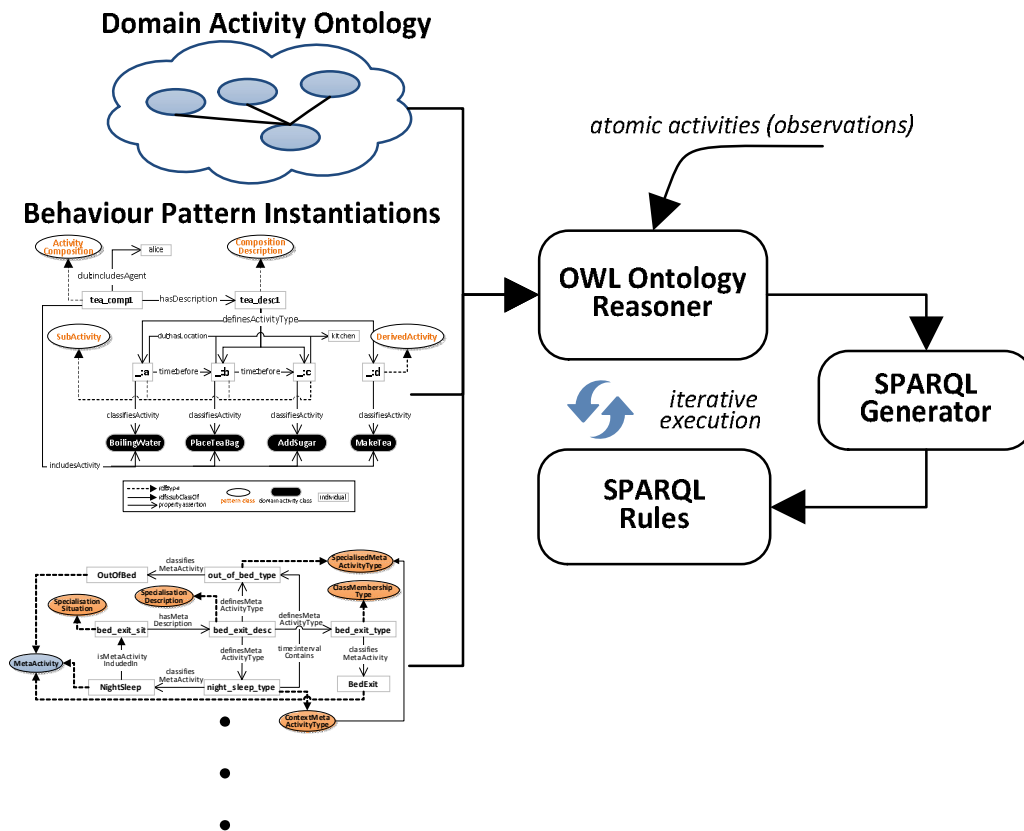 Domain Activity Ontology
atomic activities (observations)
Behaviour Pattern Instantiations
Activity
Composition
alice
Composition
Description
dul:includesAgent
tea_comp1
hasDescription
tea_desc1
definesActivityType
SubActivity
dul:hasLocation
kitchen
DerivedActivity
_:a
time:before
_:b
time:before
_:c
_:d
classifiesActivity
classifiesActivity
classifiesActivity
classifiesActivity
BoilingWater
PlaceTeaBag
AddSugar
MakeTea
includesActivity
rdf:type
rdfs:subClassOf
property assertion
pattern class
domain activity class
individual
OWL Ontology
Reasoner
SPARQL
Generator
iterative
execution
SPARQL
Rules
classifies
MetaActivity
SpecialisedMeta
ActivityType
OutOfBed
out_of_bed_type
Specialisation
Description
ClassMembership
Type
Specialisation
Situation
definesMeta
ActivityType
bed_exit_sit
hasMeta
Description
bed_exit_desc
definesMeta
ActivityType
bed_exit_type
isMetaActivity
IncludedIn
definesMeta
ActivityType
time:interval
Contains
classifies
MetaActivity
MetaActivity
NightSleep
classifies
MetaActivity
night_sleep_type
BedExit
ContextMeta
ActivityType